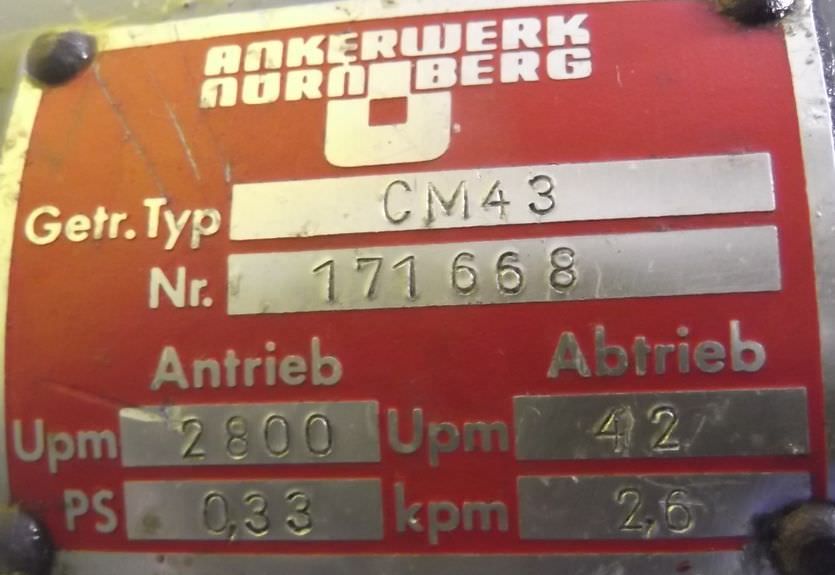 ANKERWERK
NÜRNBERG
Getr. Typ CM43
Nr. 171 668
Antrieb Abtrieb
Upm 2800 Upm 42
PS 0,33 kpm 2,6